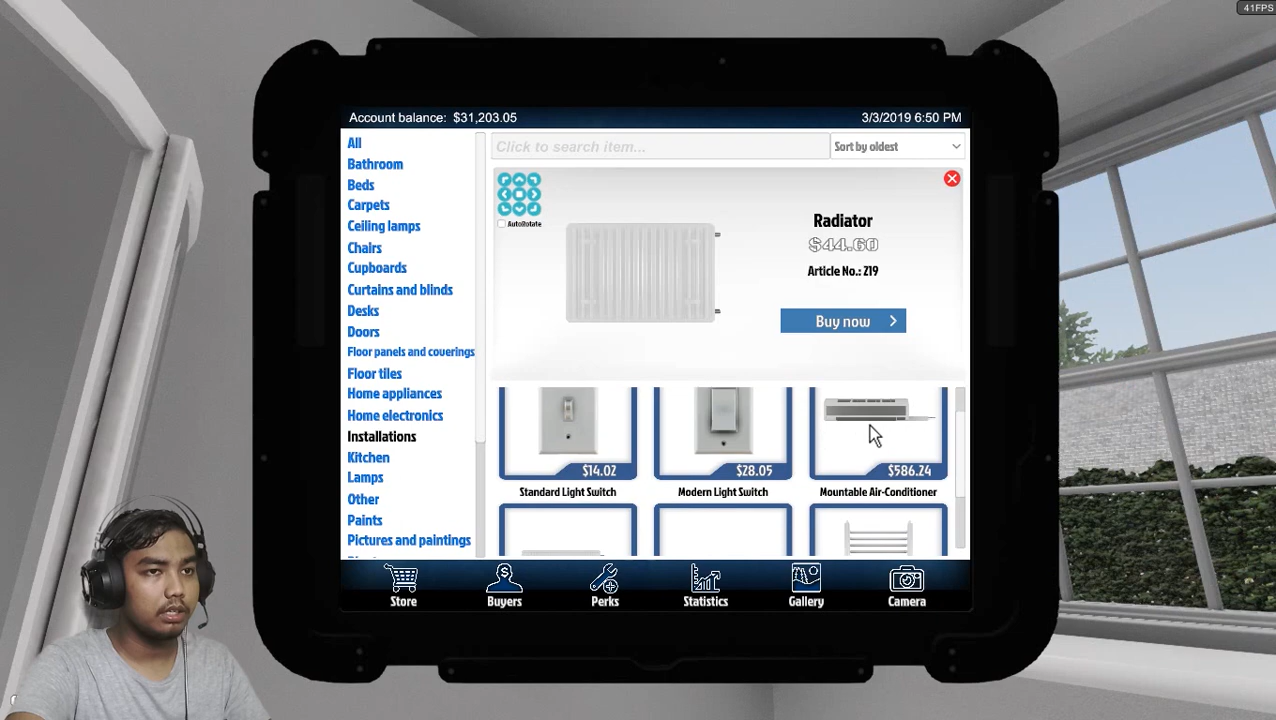 41FPS
Account balance: $31,203.05
3/3/2019 6:50 PM
All
Bathroom
Beds
Carpets
Ceiling lamps
Chairs
Cupboards
Curtains and blinds
Desks
Doors
Floor panels and coverings
Floor tiles
Home appliances
Home electronics
Installations
Kitchen
Lamps
Other
Paints
Pictures and paintings
Click to search item...
Sort by oldest
AutoRotate
Radiator
$44.60
Article No.: Z19
Buy now
$14.02
$28.05
$586.24
Standard Light Switch
Modern Light Switch
Mountable Air-Conditioner
Store
Buyers
Perks
Statistics
Gallery
Camera